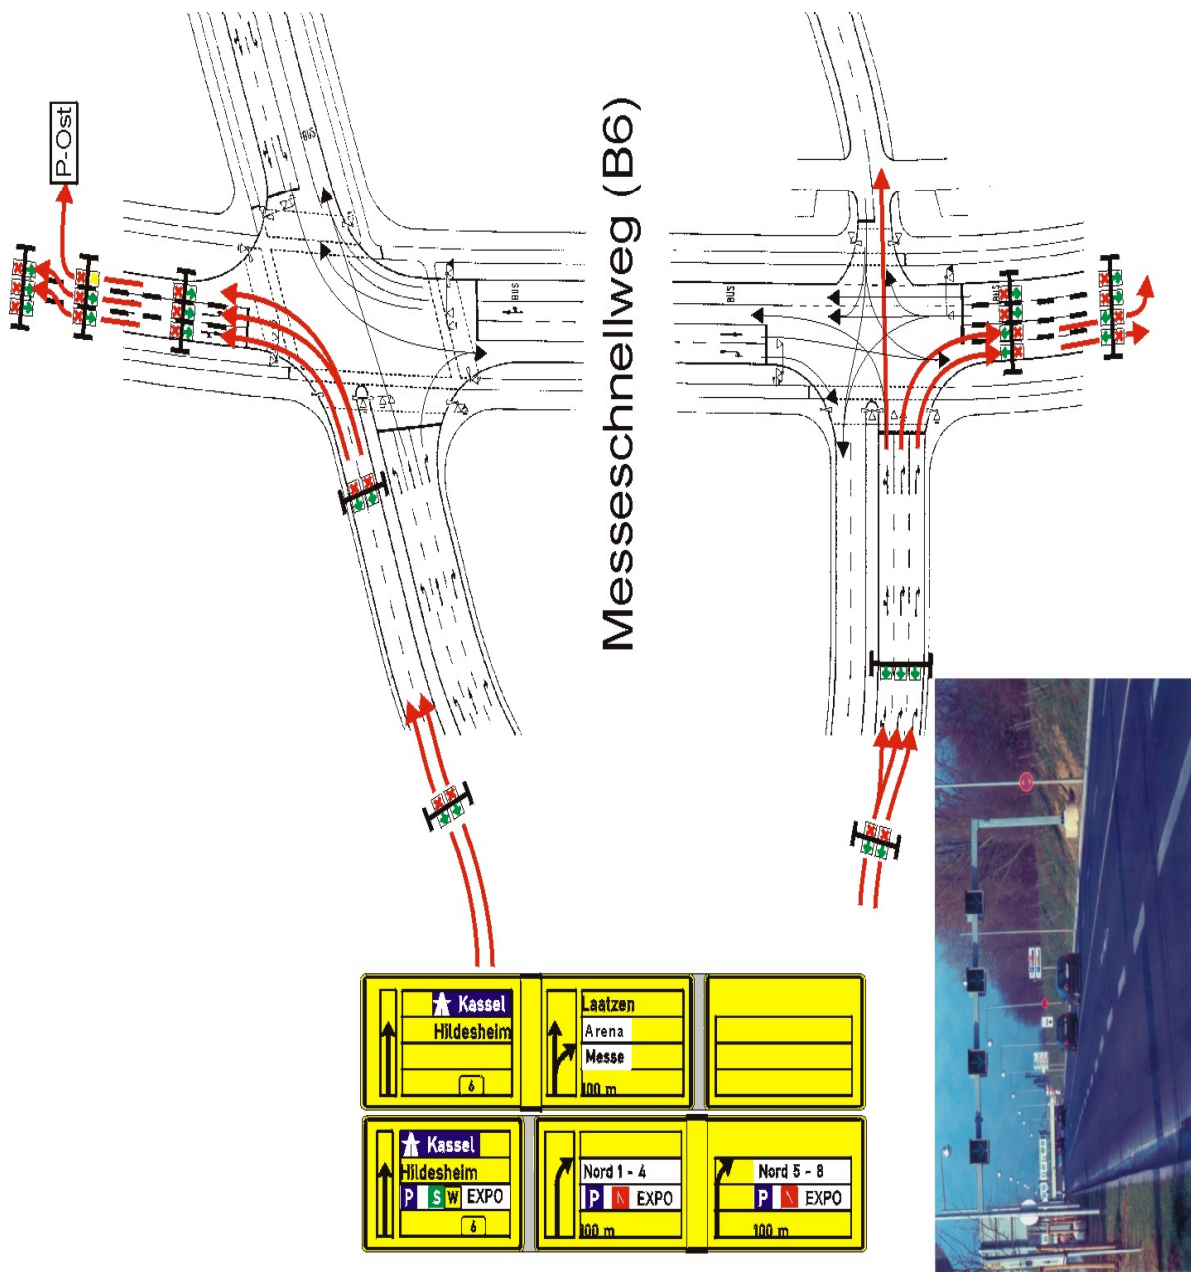 P-Ost
BUS
Messeschnellweg (B6)
BUS
BUS
BUS
Kassel
Hildesheim
6
Laatzen
Arena
Messe
100 m
Kassel
Hildesheim
P S W EXPO
6
Nord 1 - 4
P EXPO
100 m
Nord 5 - 8
P EXPO
100 m